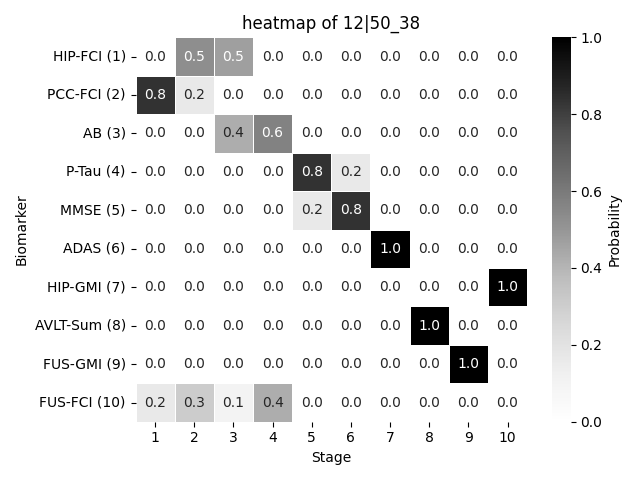 heatmap of 12|50_38
HIP-FCI (1) 0.0 0.5 0.5 0.0 0.0 0.0 0.0 0.0 0.0 0.0
PCC-FCI (2) 0.8 0.2 0.0 0.0 0.0 0.0 0.0 0.0 0.0 0.0
AB (3) 0.0 0.0 0.4 0.6 0.0 0.0 0.0 0.0 0.0 0.0
P-Tau (4) 0.0 0.0 0.0 0.0 0.8 0.2 0.0 0.0 0.0 0.0
MMSE (5) 0.0 0.0 0.0 0.0 0.2 0.8 0.0 0.0 0.0 0.0
ADAS (6) 0.0 0.0 0.0 0.0 0.0 0.0 1.0 0.0 0.0 0.0
HIP-GMI (7) 0.0 0.0 0.0 0.0 0.0 0.0 0.0 0.0 0.0 1.0
AVLT-Sum (8) 0.0 0.0 0.0 0.0 0.0 0.0 0.0 1.0 0.0 0.0
FUS-GMI (9) 0.0 0.0 0.0 0.0 0.0 0.0 0.0 0.0 1.0 0.0
FUS-FCI (10) 0.2 0.3 0.1 0.4 0.0 0.0 0.0 0.0 0.0 0.0
1 2 3 4 5 6 7 8 9 10
Stage
Biomarker
1.0
0.8
0.6
0.4
0.2
0.0
Probability